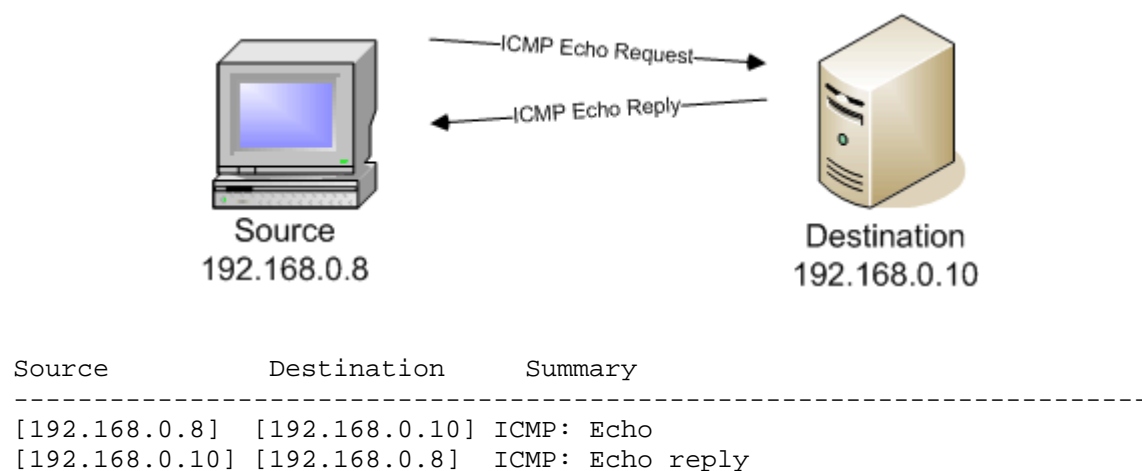 ICMP Echo Request
ICMP Echo Reply
Source
192.168.0.8
Destination
192.168.0.10
Source Destination Summary
--------------------------------------------------------------------------------
[192.168.0.8] [192.168.0.10] ICMP: Echo
[192.168.0.10] [192.168.0.8] ICMP: Echo reply